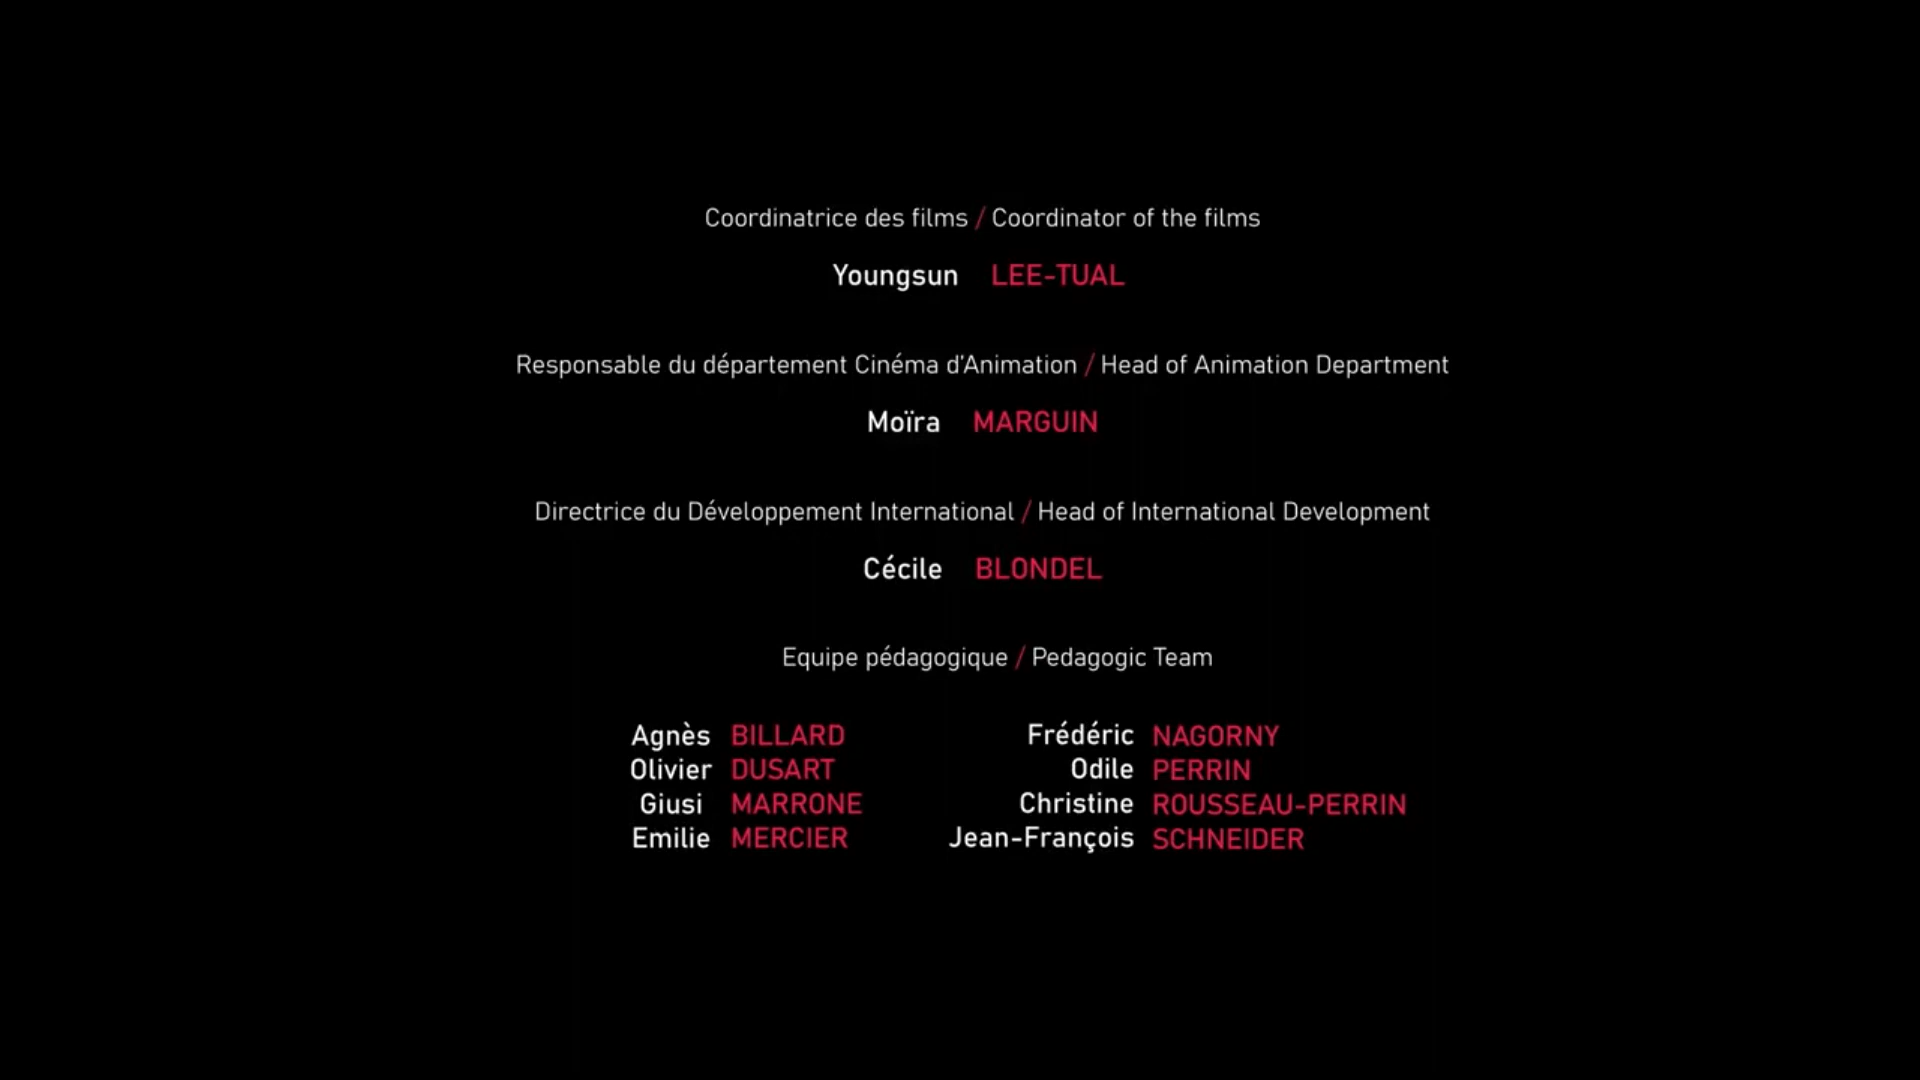 Coordinatrice des films / Coordinator of the films
Youngsun LEE-TUAL
Responsable du département Cinéma d'Animation / Head of Animation Department
Moïra MARGUIN
Directrice du Développement International / Head of International Development
Cécile BLONDEL
Equipe pédagogique / Pedagogic Team
Agnès BILLARD
Olivier DUSART
Giusi MARRONE
Emilie MERCIER
Frédéric NAGORNY
Odile PERRIN
Christine ROUSSEAU-PERRIN
Jean-François SCHNEIDER